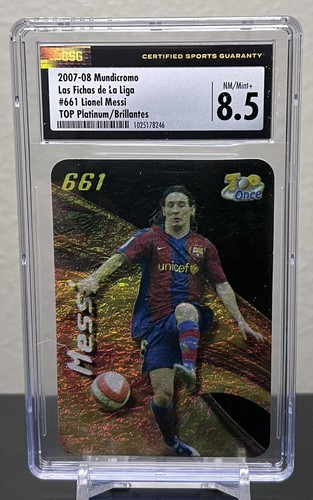 CSG
CERTIFIED SPORTS GUARANTY
2007-08 Mundicromo
Las Fichas de La Liga
#661 Lionel Messi
TOP Platinum/Brillantes
1025178246
NM/Mint+
8.5
661
TOP
Once
unicef
Messi